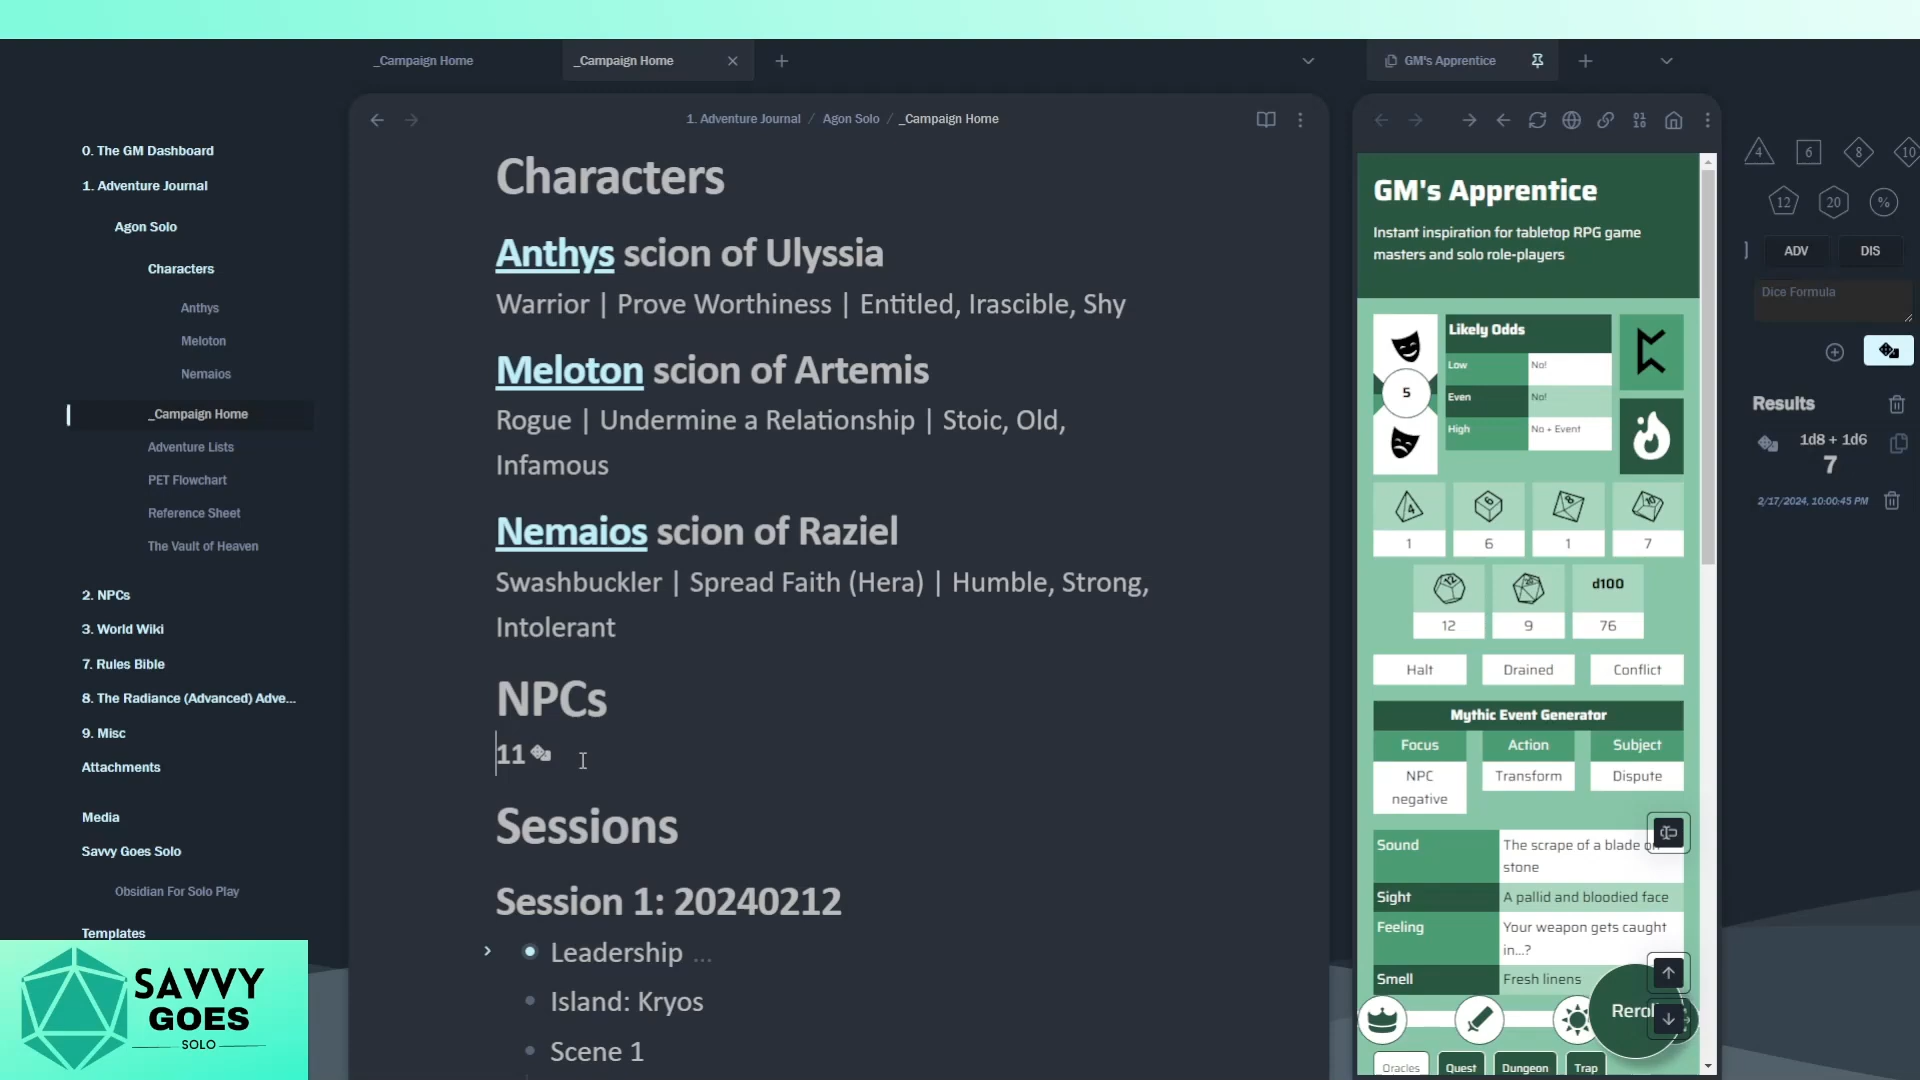 _Campaign Home
_Campaign Home
GM's Apprentice
0. The GM Dashboard
1. Adventure Journal
Agon Solo
Characters
Anthys
Meloton
Nemaios
_Campaign Home
Adventure Lists
PET Flowchart
Reference Sheet
The Vault of Heaven
2. NPCs
3. World Wiki
7. Rules Bible
8. The Radiance (Advanced) Adve...
9. Misc
Attachments
Media
Savvy Goes Solo
Obsidian For Solo Play
Templates
SAVVY
GOES
SOLO
1. Adventure Journal / Agon Solo / _Campaign Home
Characters
Anthys scion of Ulyssia
Warrior | Prove Worthiness | Entitled, Irascible, Shy
Meloton scion of Artemis
Rogue | Undermine a Relationship | Stoic, Old,
Infamous
Nemaios scion of Raziel
Swashbuckler | Spread Faith (Hera) | Humble, Strong,
Intolerant
NPCs
11
Sessions
Session 1: 20240212
Leadership ...
Island: Kryos
Scene 1
GM's Apprentice
Instant inspiration for tabletop RPG game
masters and solo role-players
5
Likely Odds
Low No!
Even No!
High No + Event
4 6 8 10
1 6 1 7
12 20 d100
12 9 76
Halt Drained Conflict
Mythic Event Generator
Focus Action Subject
NPC
negative
Transform Dispute
Sound The scrape of a blade on
stone
Sight A pallid and bloodied face
Feeling Your weapon gets caught
in...?
Smell Fresh linens
Reroll
Oracles Quest Dungeon Trap
4 6 8 10
12 20 %
ADV DIS
Dice Formula
Results
1d8 + 1d6
7
2/17/2024, 10:00:45 PM